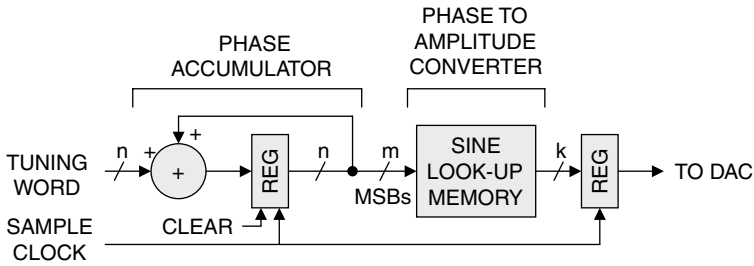 PHASE
ACCUMULATOR
PHASE TO
AMPLITUDE
CONVERTER
TUNING
WORD
n
+
+
+
REG
n
m
MSBs
SINE
LOOK-UP
MEMORY
k
REG
TO DAC
CLEAR
SAMPLE
CLOCK